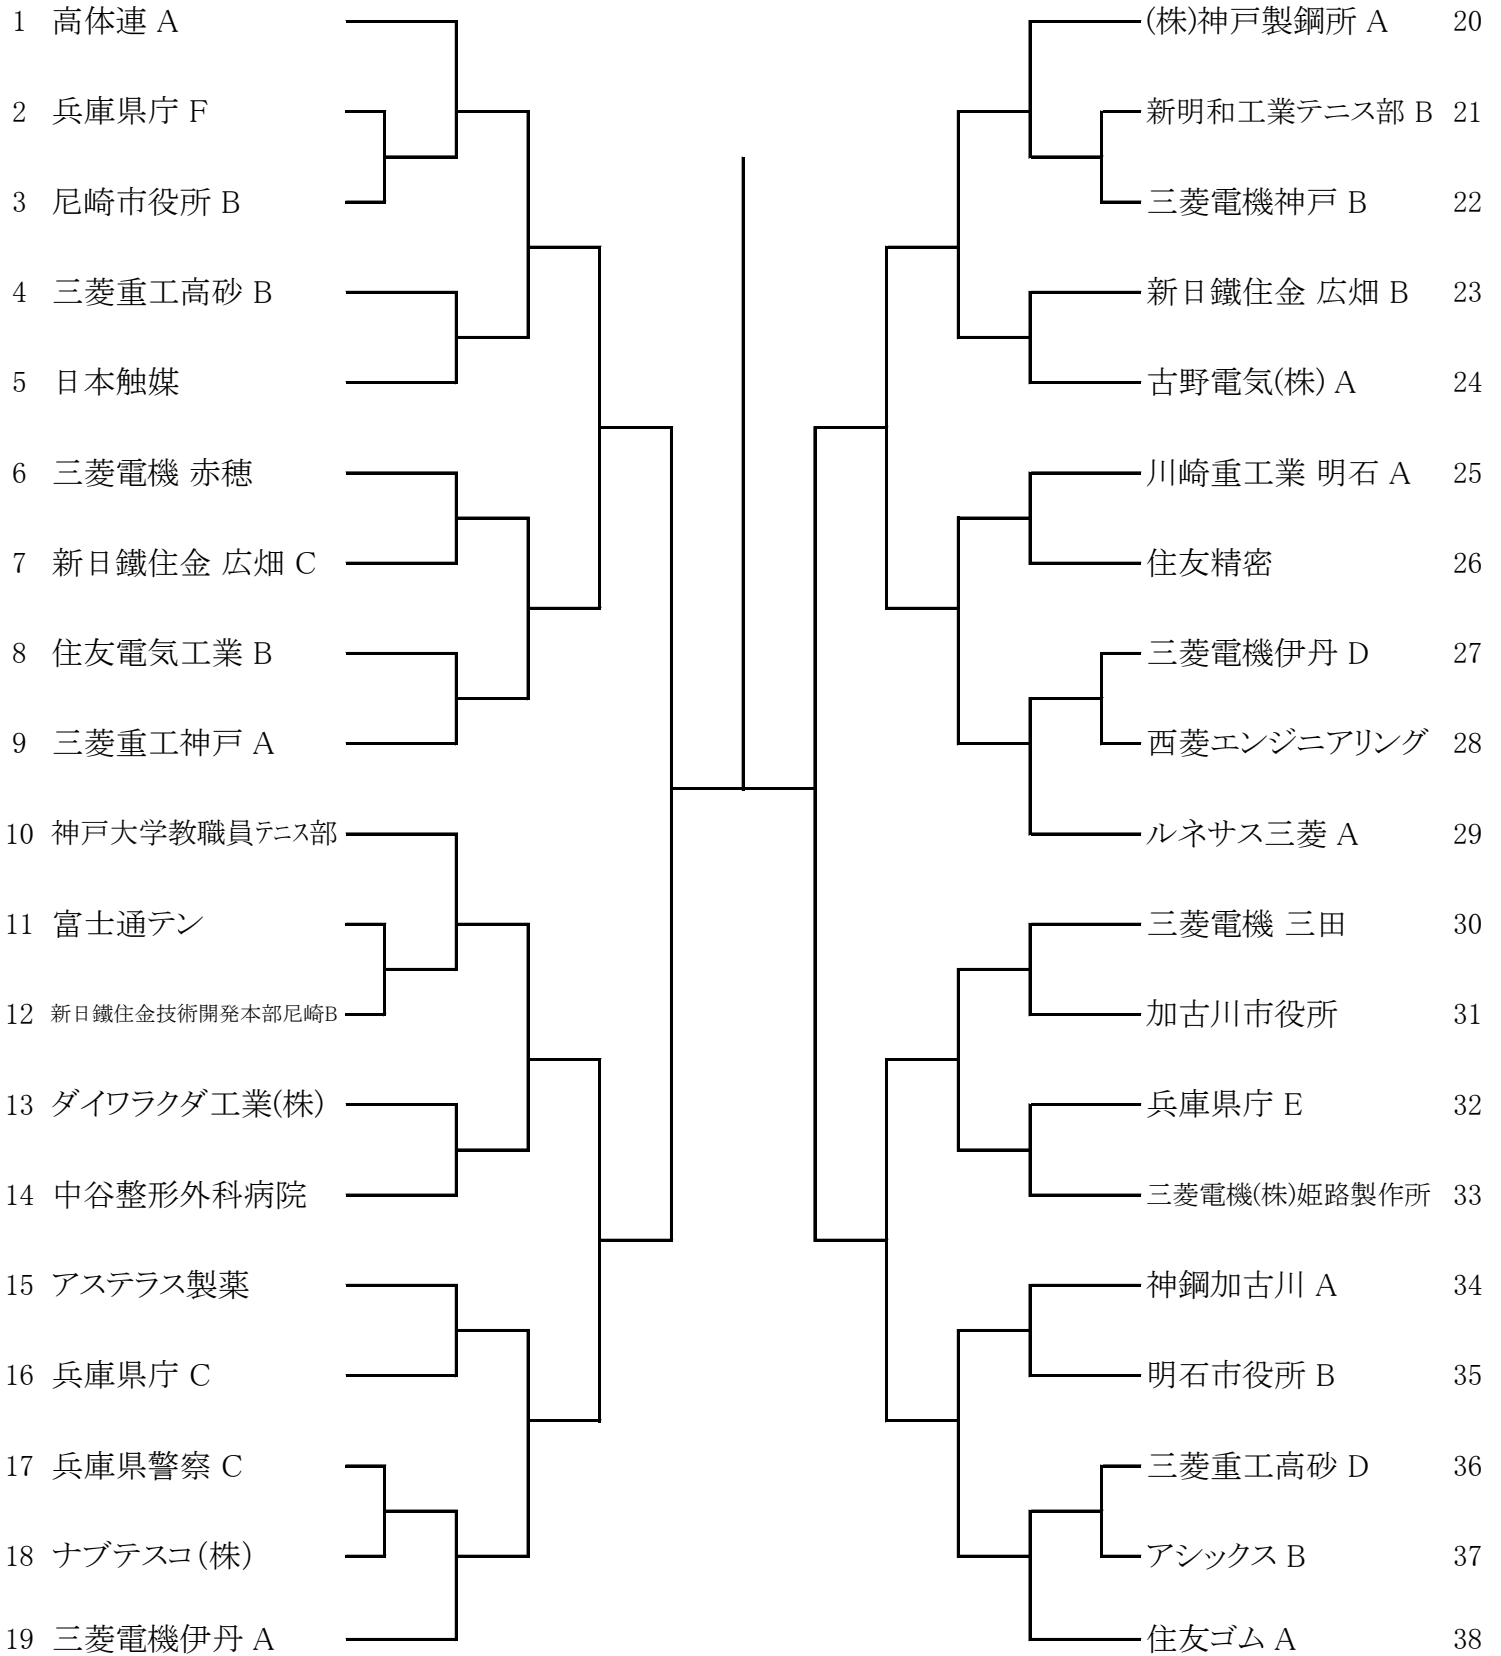 1 高体連 A
2 兵庫県庁 F
3 尼崎市役所 B
4 三菱重工高砂 B
5 日本触媒
6 三菱電機 赤穂
7 新日鐵住金 広畑 C
8 住友電気工業 B
9 三菱重工神戸 A
10 神戸大学教職員テニス部
11 富士通テン
12 新日鐵住金技術開発本部尼崎B
13 ダイワラクダ工業(株)
14 中谷整形外科病院
15 アステラス製薬
16 兵庫県庁 C
17 兵庫県警察 C
18 ナブテスコ(株)
19 三菱電機伊丹 A
(株)神戸製鋼所 A 20
新明和工業テニス部 B 21
三菱電機神戸 B 22
新日鐵住金 広畑 B 23
古野電気(株) A 24
川崎重工業 明石 A 25
住友精密 26
三菱電機伊丹 D 27
西菱エンジニアリング 28
ルネサス三菱 A 29
三菱電機 三田 30
加古川市役所 31
兵庫県庁 E 32
三菱電機(株)姫路製作所 33
神鋼加古川 A 34
明石市役所 B 35
三菱重工高砂 D 36
アシックス B 37
住友ゴム A 38